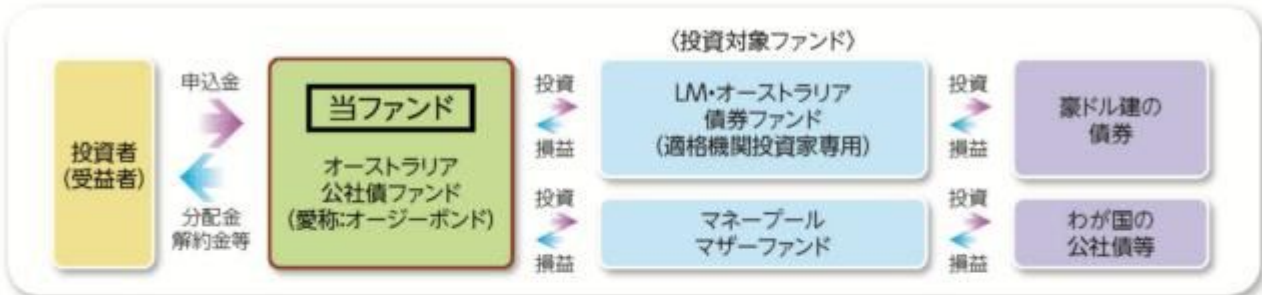 〈投資対象ファンド〉
投資者
(受益者)
申込金
分配金
解約金等
当ファンド
オーストラリア
公社債ファンド
(愛称:オージーボンド)
投資
損益
LM・オーストラリア
債券ファンド
(適格機関投資家専用)
投資
損益
豪ドル建の
債券
投資
損益
マネープール
マザーファンド
投資
損益
わが国の
公社債等